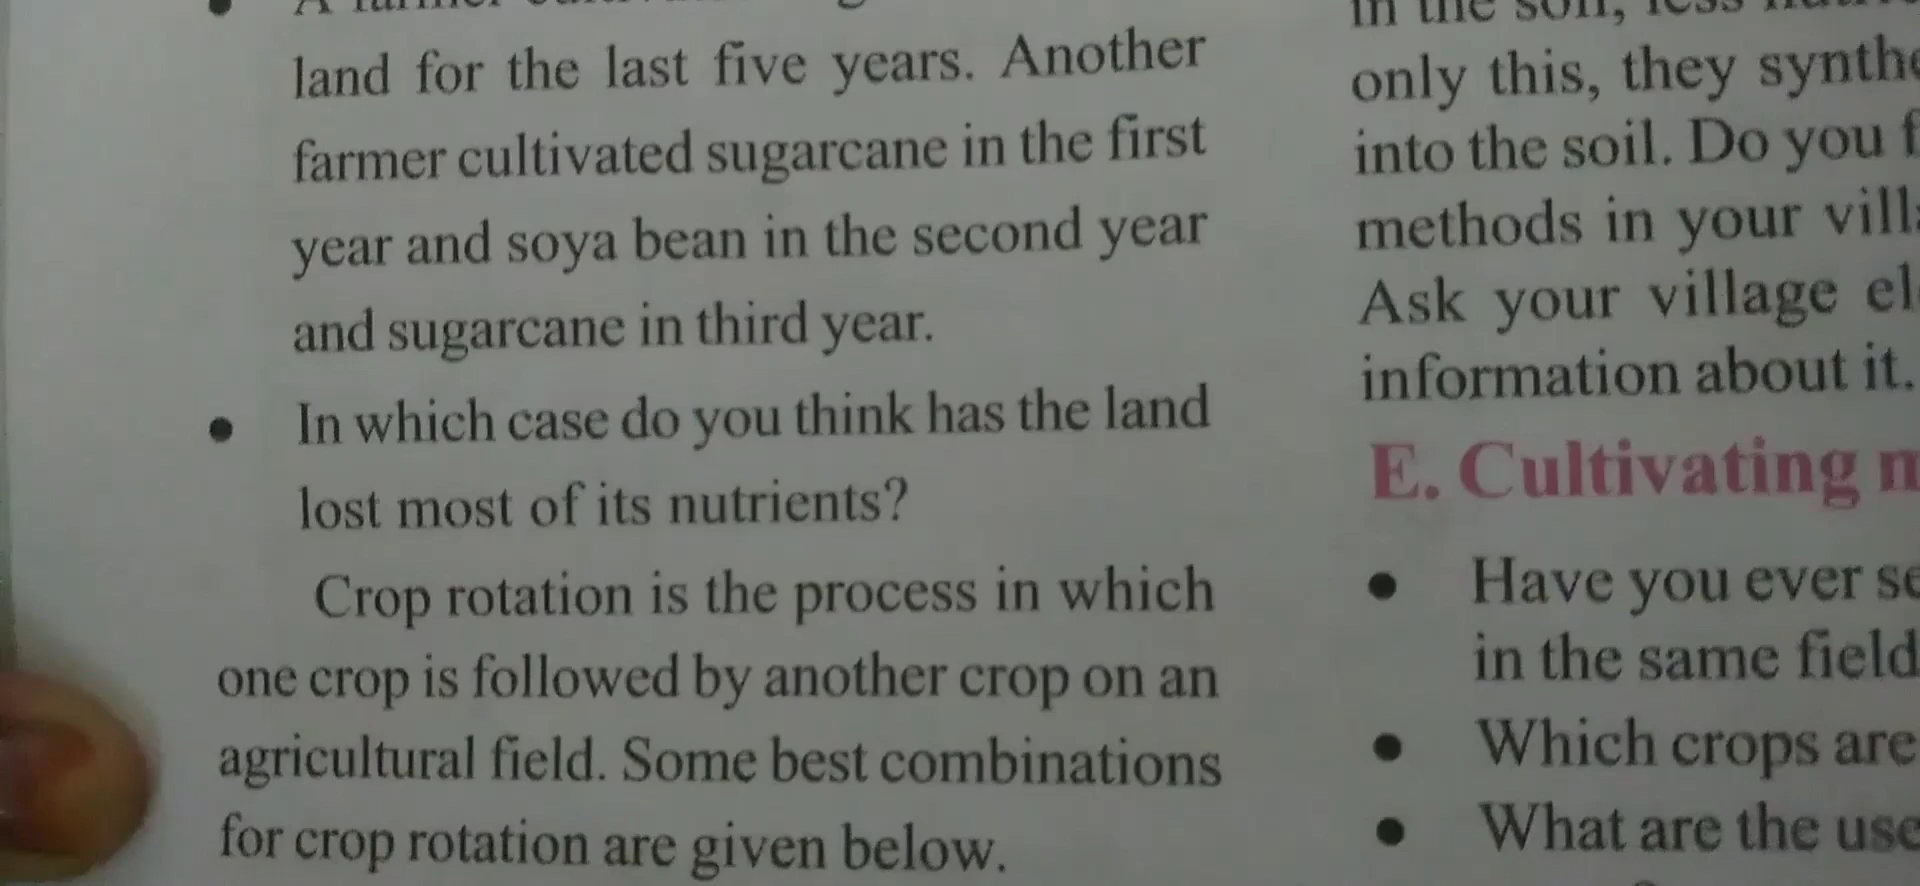 land for the last five years. Another
farmer cultivated sugarcane in the first
year and soya bean in the second year
and sugarcane in third year.
• In which case do you think has the land
lost most of its nutrients?
Crop rotation is the process in which
one crop is followed by another crop on an
agricultural field. Some best combinations
for crop rotation are given below.
in the soil, less
only this, they
into the soil. Do you
methods in your
Ask your village
information about it.
E. Cultivating
• Have you ever
in the same field
• Which crops are
• What are the